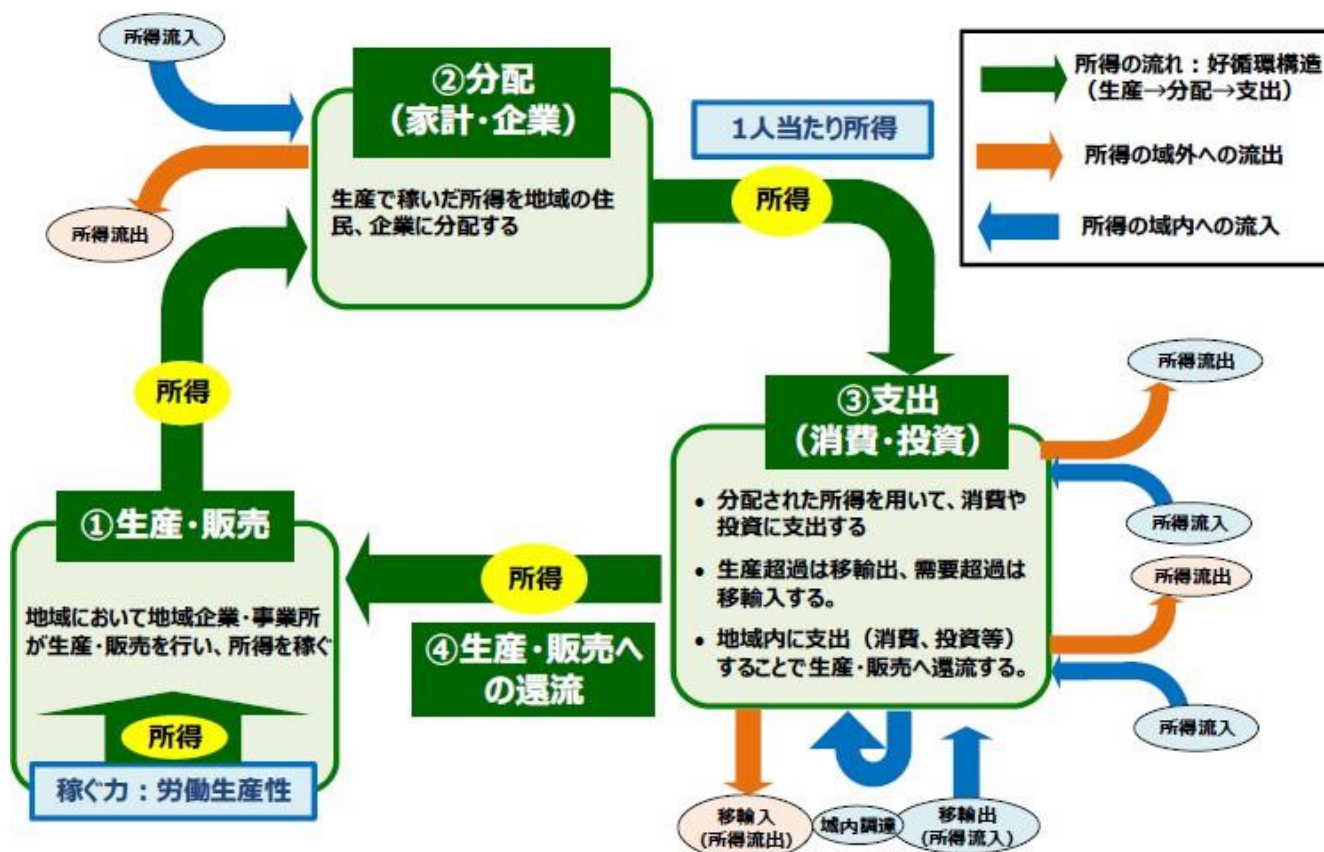 所得流入
②分配
(家計・企業)
生産で稼いだ所得を地域の住
民、企業に分配する
所得流出
1人当たり所得
所得
所得の流れ：好循環構造
(生産→分配→支出)
所得の域外への流出
所得の域内への流入
所得
③支出
(消費・投資)
• 分配された所得を用いて、消費や
投資に支出する
• 生産超過は移輸出、需要超過は
移輸入する。
• 地域内に支出（消費、投資等）
することで生産・販売へ還流する。
所得流出
所得流入
所得流出
所得流入
①生産・販売
地域において地域企業・事業所
が生産・販売を行い、所得を稼ぐ
所得
稼ぐ力：労働生産性
所得
④生産・販売へ
の還流
移輸入
(所得流出)
域内調達
移輸出
(所得流入)